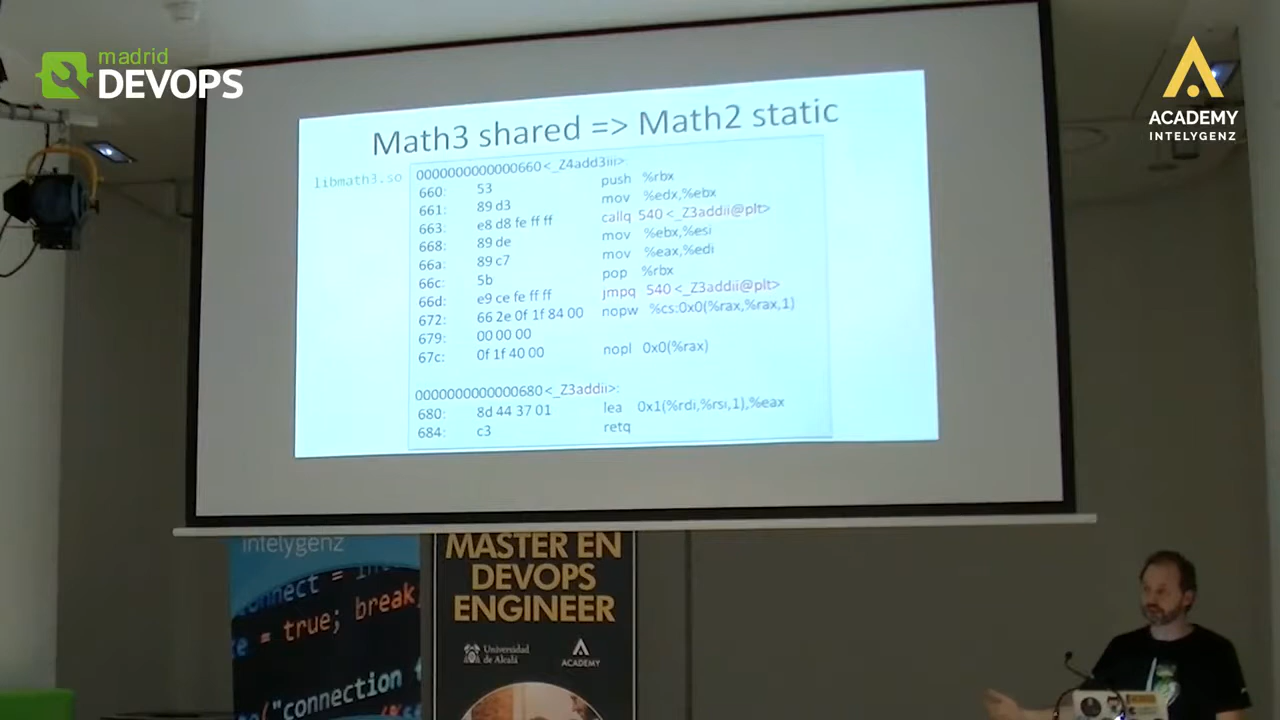 madrid
DEVOPS
ACADEMY
INTELYGENZ
Math3 shared => Math2 static
libmath3.so
0000000000000660 <_Z4add3iii>:
660: 53 push %rbx
661: 89 d3 mov %edx,%ebx
663: e8 d8 fe ff ff callq 540 <_Z3addii@plt>
668: 89 de mov %ebx,%esi
66a: 89 c7 mov %eax,%edi
66c: 5b pop %rbx
66d: e9 ce fe ff ff jmpq 540 <_Z3addii@plt>
672: 66 2e 0f 1f 84 00 nopw %cs:0x0(%rax,%rax,1)
679: 00 00 00
67c: 0f 1f 40 00 nopl 0x0(%rax)
0000000000000680 <_Z3addii>:
680: 8d 44 37 01 lea 0x1(%rdi,%rsi,1),%eax
684: c3 retq
intelygenz
= true; break;
("connection
MASTER EN
DEVOPS
ENGINEER
Universidad
de Alcalá
ACADEMY